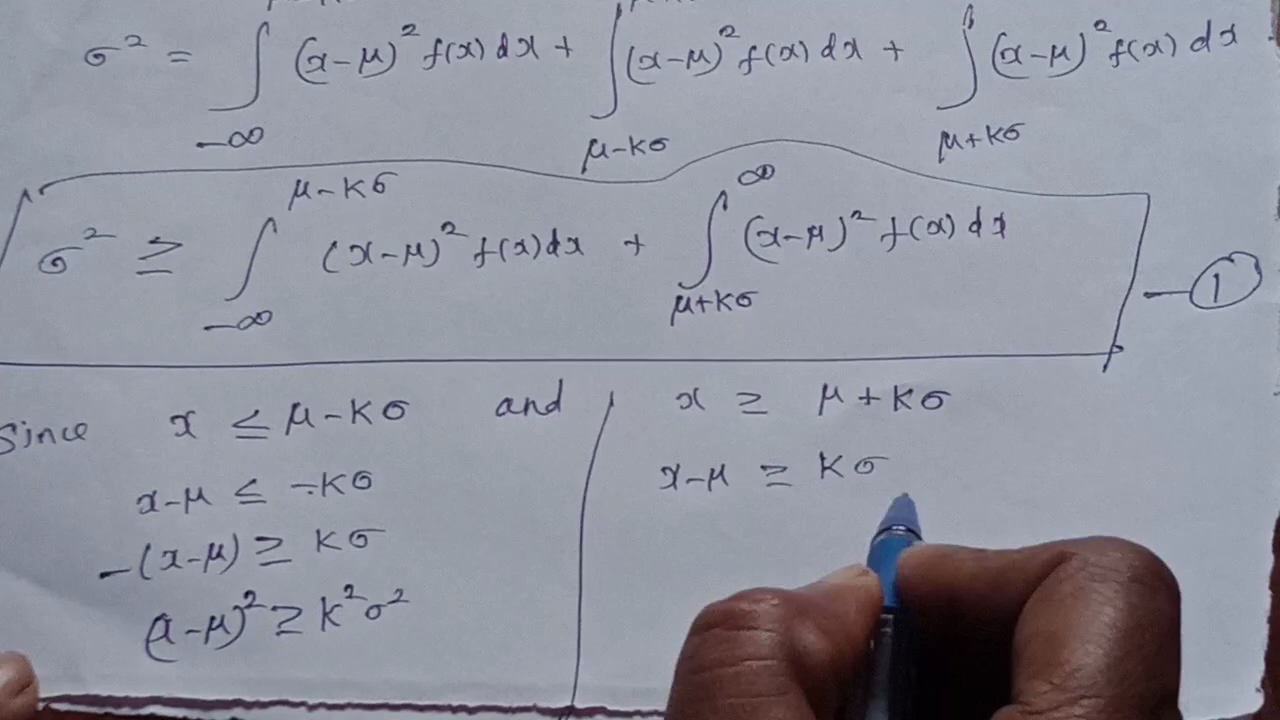 σ² = ∫ (x-μ)² f(x) dx + ∫ (x-μ)² f(x) dx + ∫ (x-μ)² f(x) dx
-∞ μ-Kσ μ+Kσ
μ-Kσ ∞
σ² ≥ ∫ (x-μ)² f(x) dx + ∫ (x-μ)² f(x) dx — ①
-∞ μ+Kσ
Since x ≤ μ-Kσ and x ≥ μ+Kσ
x-μ ≤ -Kσ x-μ ≥ Kσ
-(x-μ) ≥ Kσ
(x-μ)² ≥ K²σ²